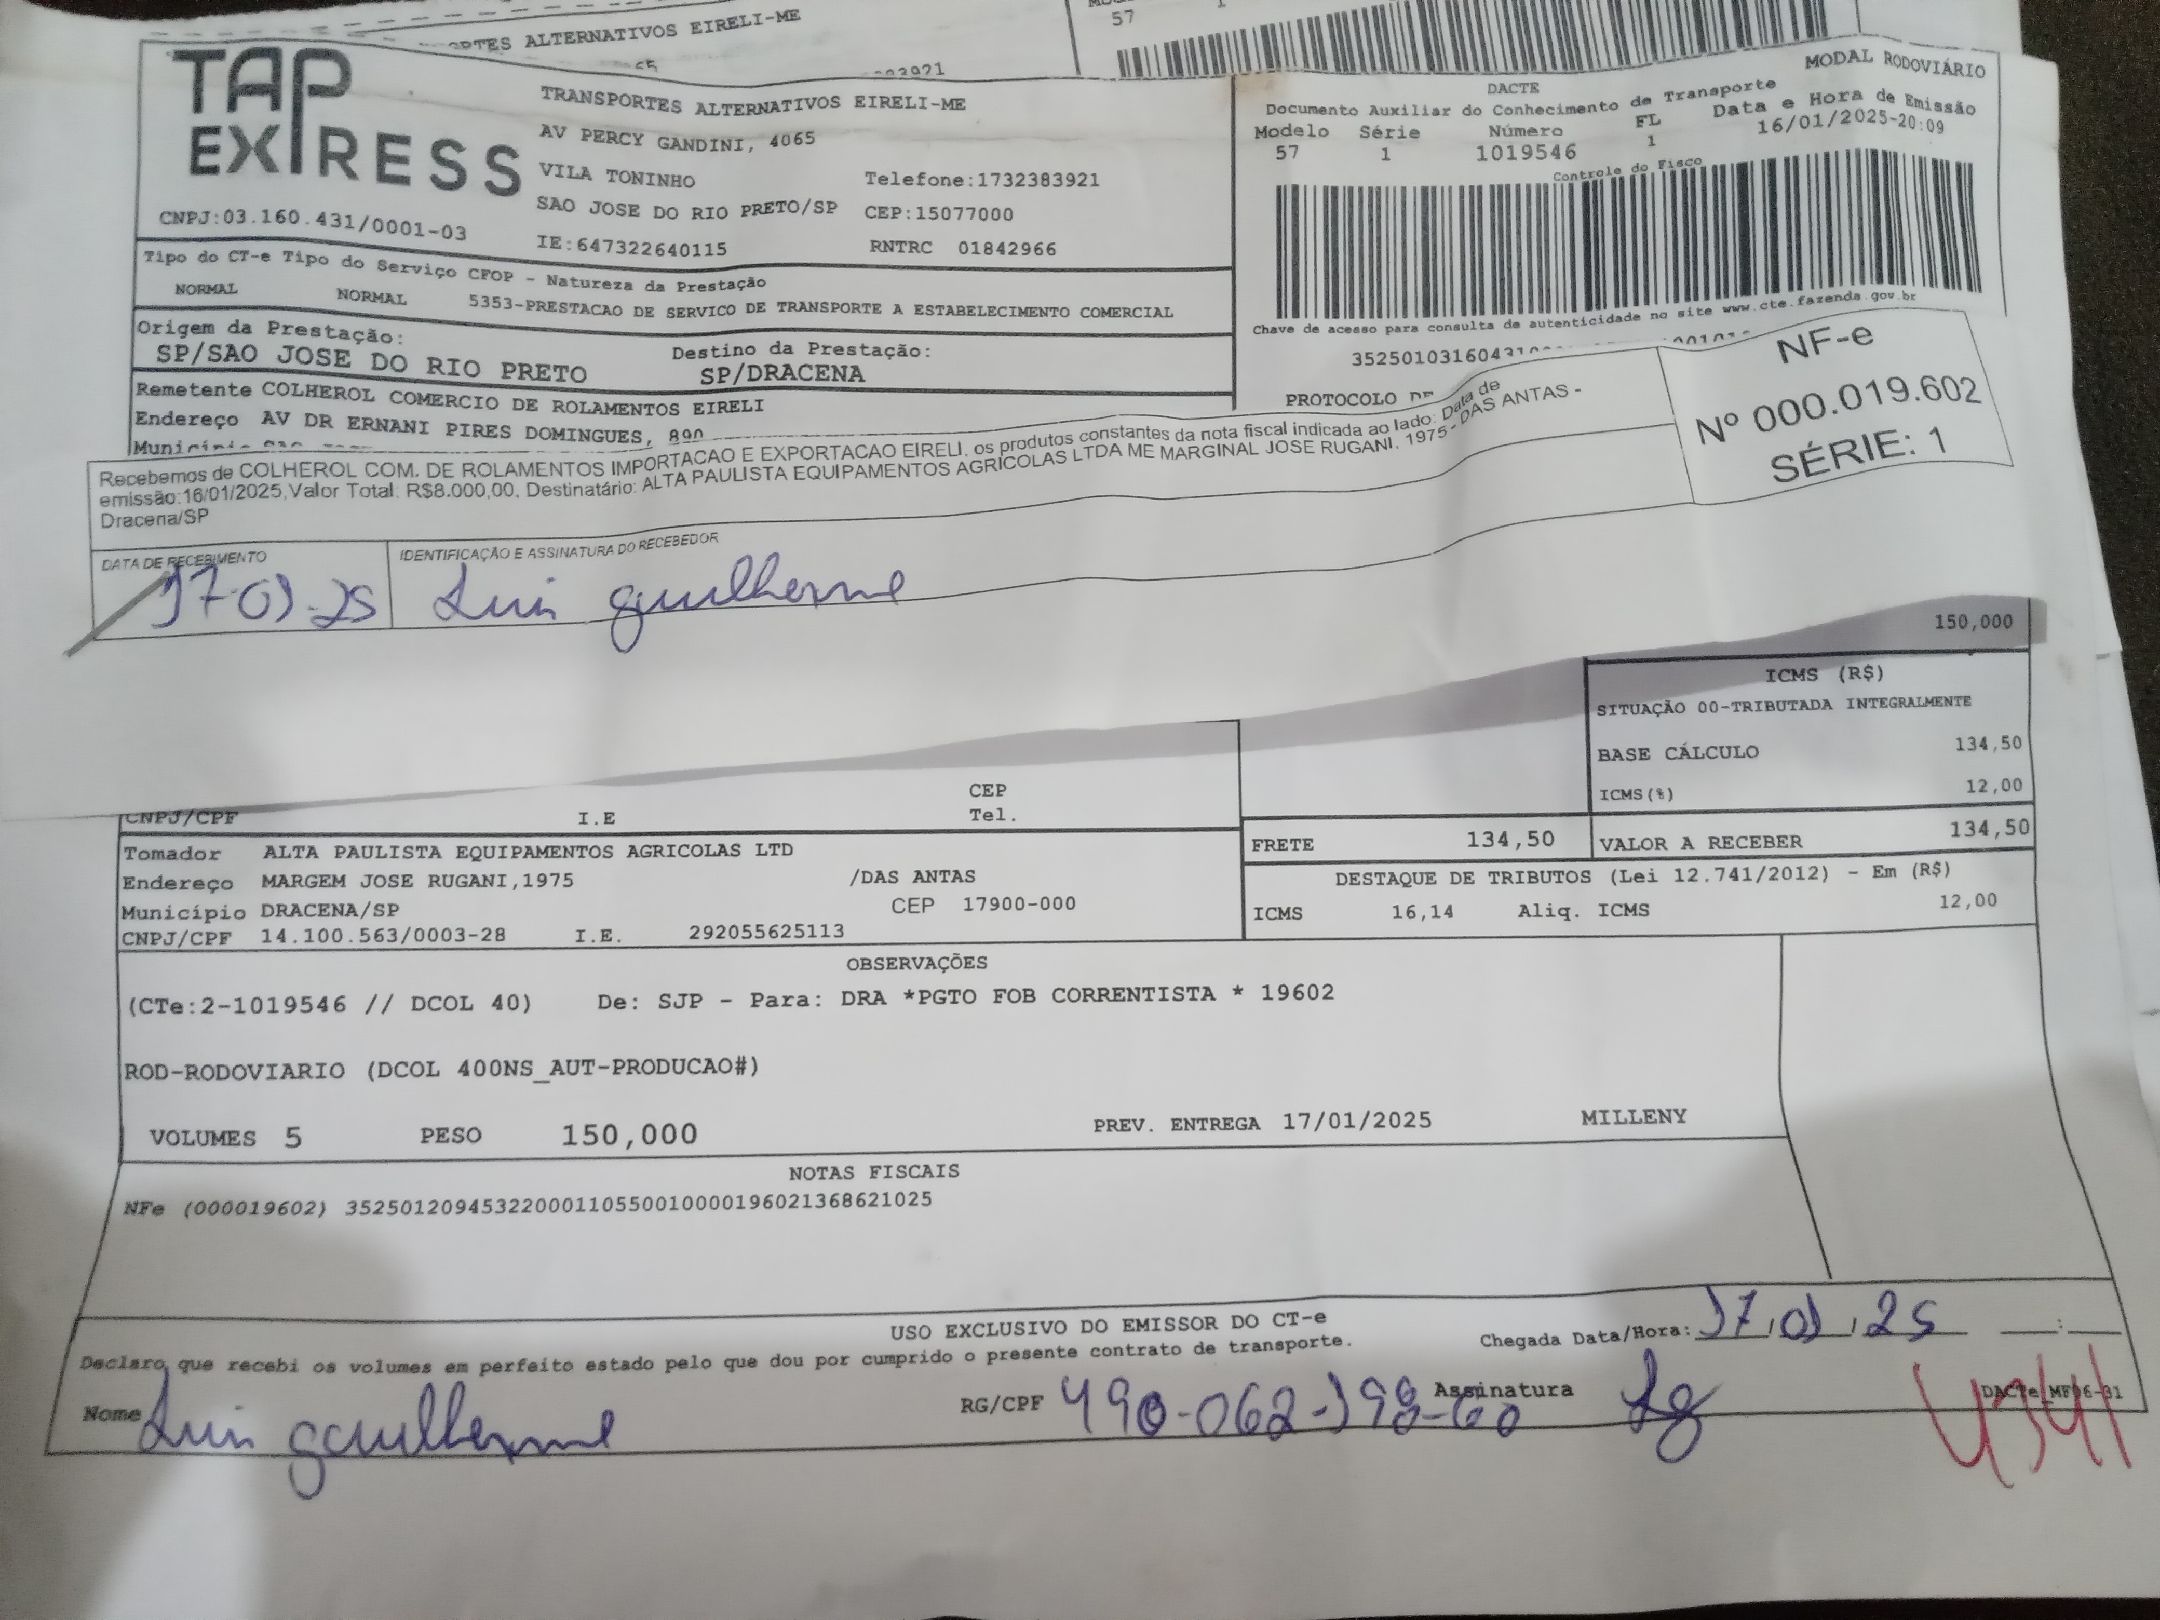 ORTES ALTERNATIVOS EIRELI-ME
57
TAP EXPRESS
CNPJ:03.160.431/0001-03
TRANSPORTES ALTERNATIVOS EIRELI-ME
AV PERCY GANDINI, 4065
VILA TONINHO Telefone:1732383921
SAO JOSE DO RIO PRETO/SP CEP:15077000
IE:647322640115 RNTRC 01842966
MODAL RODOVIÁRIO
DACTE
Documento Auxiliar do Conhecimento de Transporte
Modelo Série Número FL Data e Hora de Emissão
57 1 1019546 1 16/01/2025-20:09
Controle do Fisco
Chave de acesso para consulta de autenticidade no site www.cte.fazenda.gov.br
PROTOCOLO
Tipo do CT-e Tipo do Serviço CFOP - Natureza da Prestação
NORMAL NORMAL 5353-PRESTACAO DE SERVICO DE TRANSPORTE A ESTABELECIMENTO COMERCIAL
Origem da Prestação: Destino da Prestação:
SP/SAO JOSE DO RIO PRETO SP/DRACENA
Remetente COLHEROL COMERCIO DE ROLAMENTOS EIRELI
Endereço AV DR ERNANI PIRES DOMINGUES, 890
Recebemos de COLHEROL COM. DE ROLAMENTOS IMPORTACAO E EXPORTACAO EIRELI, os produtos constantes da nota fiscal indicada ao lado: Data de
emissão:16/01/2025,Valor Total: R$8.000,00, Destinatário: ALTA PAULISTA EQUIPAMENTOS AGRICOLAS LTDA ME MARGINAL JOSE RUGANI, 1975 - DAS ANTAS -
Dracena/SP
NF-e
Nº 000.019.602
SÉRIE: 1
DATA DE RECEBIMENTO IDENTIFICAÇÃO E ASSINATURA DO RECEBEDOR
17-01-25 Luis guilherme
150,000
ICMS (R$)
SITUAÇÃO 00-TRIBUTADA INTEGRALMENTE
BASE CÁLCULO 134,50
ICMS(%) 12,00
CEP
CNPJ/CPF I.E Tel.
FRETE 134,50 VALOR A RECEBER 134,50
DESTAQUE DE TRIBUTOS (Lei 12.741/2012) - Em (R$)
ICMS 16,14 Aliq. ICMS 12,00
Tomador ALTA PAULISTA EQUIPAMENTOS AGRICOLAS LTD
Endereço MARGEM JOSE RUGANI,1975 /DAS ANTAS
Município DRACENA/SP CEP 17900-000
CNPJ/CPF 14.100.563/0003-28 I.E. 292055625113
OBSERVAÇÕES
(CTe:2-1019546 // DCOL 40) De: SJP - Para: DRA *PGTO FOB CORRENTISTA * 19602
ROD-RODOVIARIO (DCOL 400NS_AUT-PRODUCAO#)
VOLUMES 5 PESO 150,000 PREV. ENTREGA 17/01/2025 MILLENY
NOTAS FISCAIS
NFe (000019602) 35250120945322000110550010000196021368621025
USO EXCLUSIVO DO EMISSOR DO CT-e
Declaro que recebi os volumes em perfeito estado pelo que dou por cumprido o presente contrato de transporte.
Chegada Data/Hora: 17,01,25 __:__
Nome Luis guilherme RG/CPF 490-062-198-60 Assinatura Lg